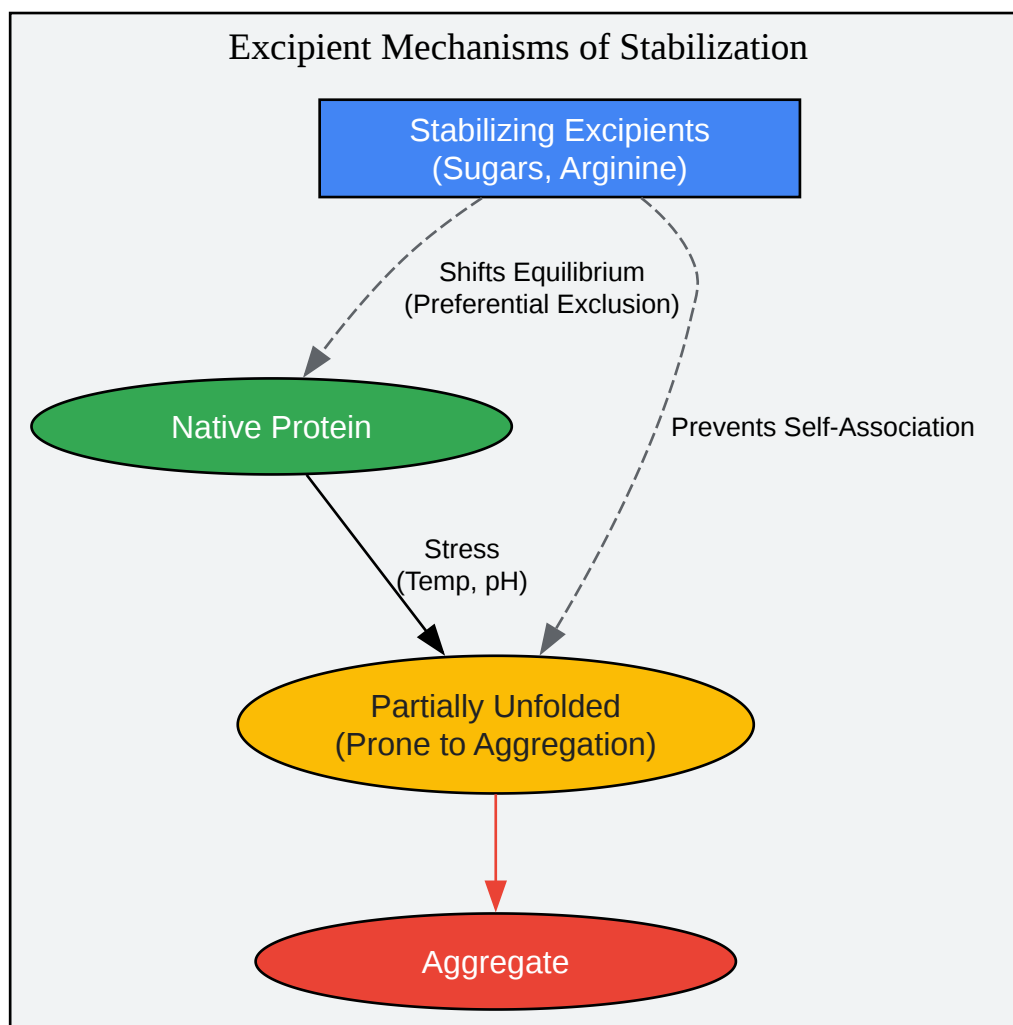 Excipient Mechanisms of Stabilization
Stabilizing Excipients
(Sugars, Arginine)
Shifts Equilibrium
(Preferential Exclusion)
Native Protein
Prevents Self-Association
Stress
(Temp, pH)
Partially Unfolded
(Prone to Aggregation)
Aggregate